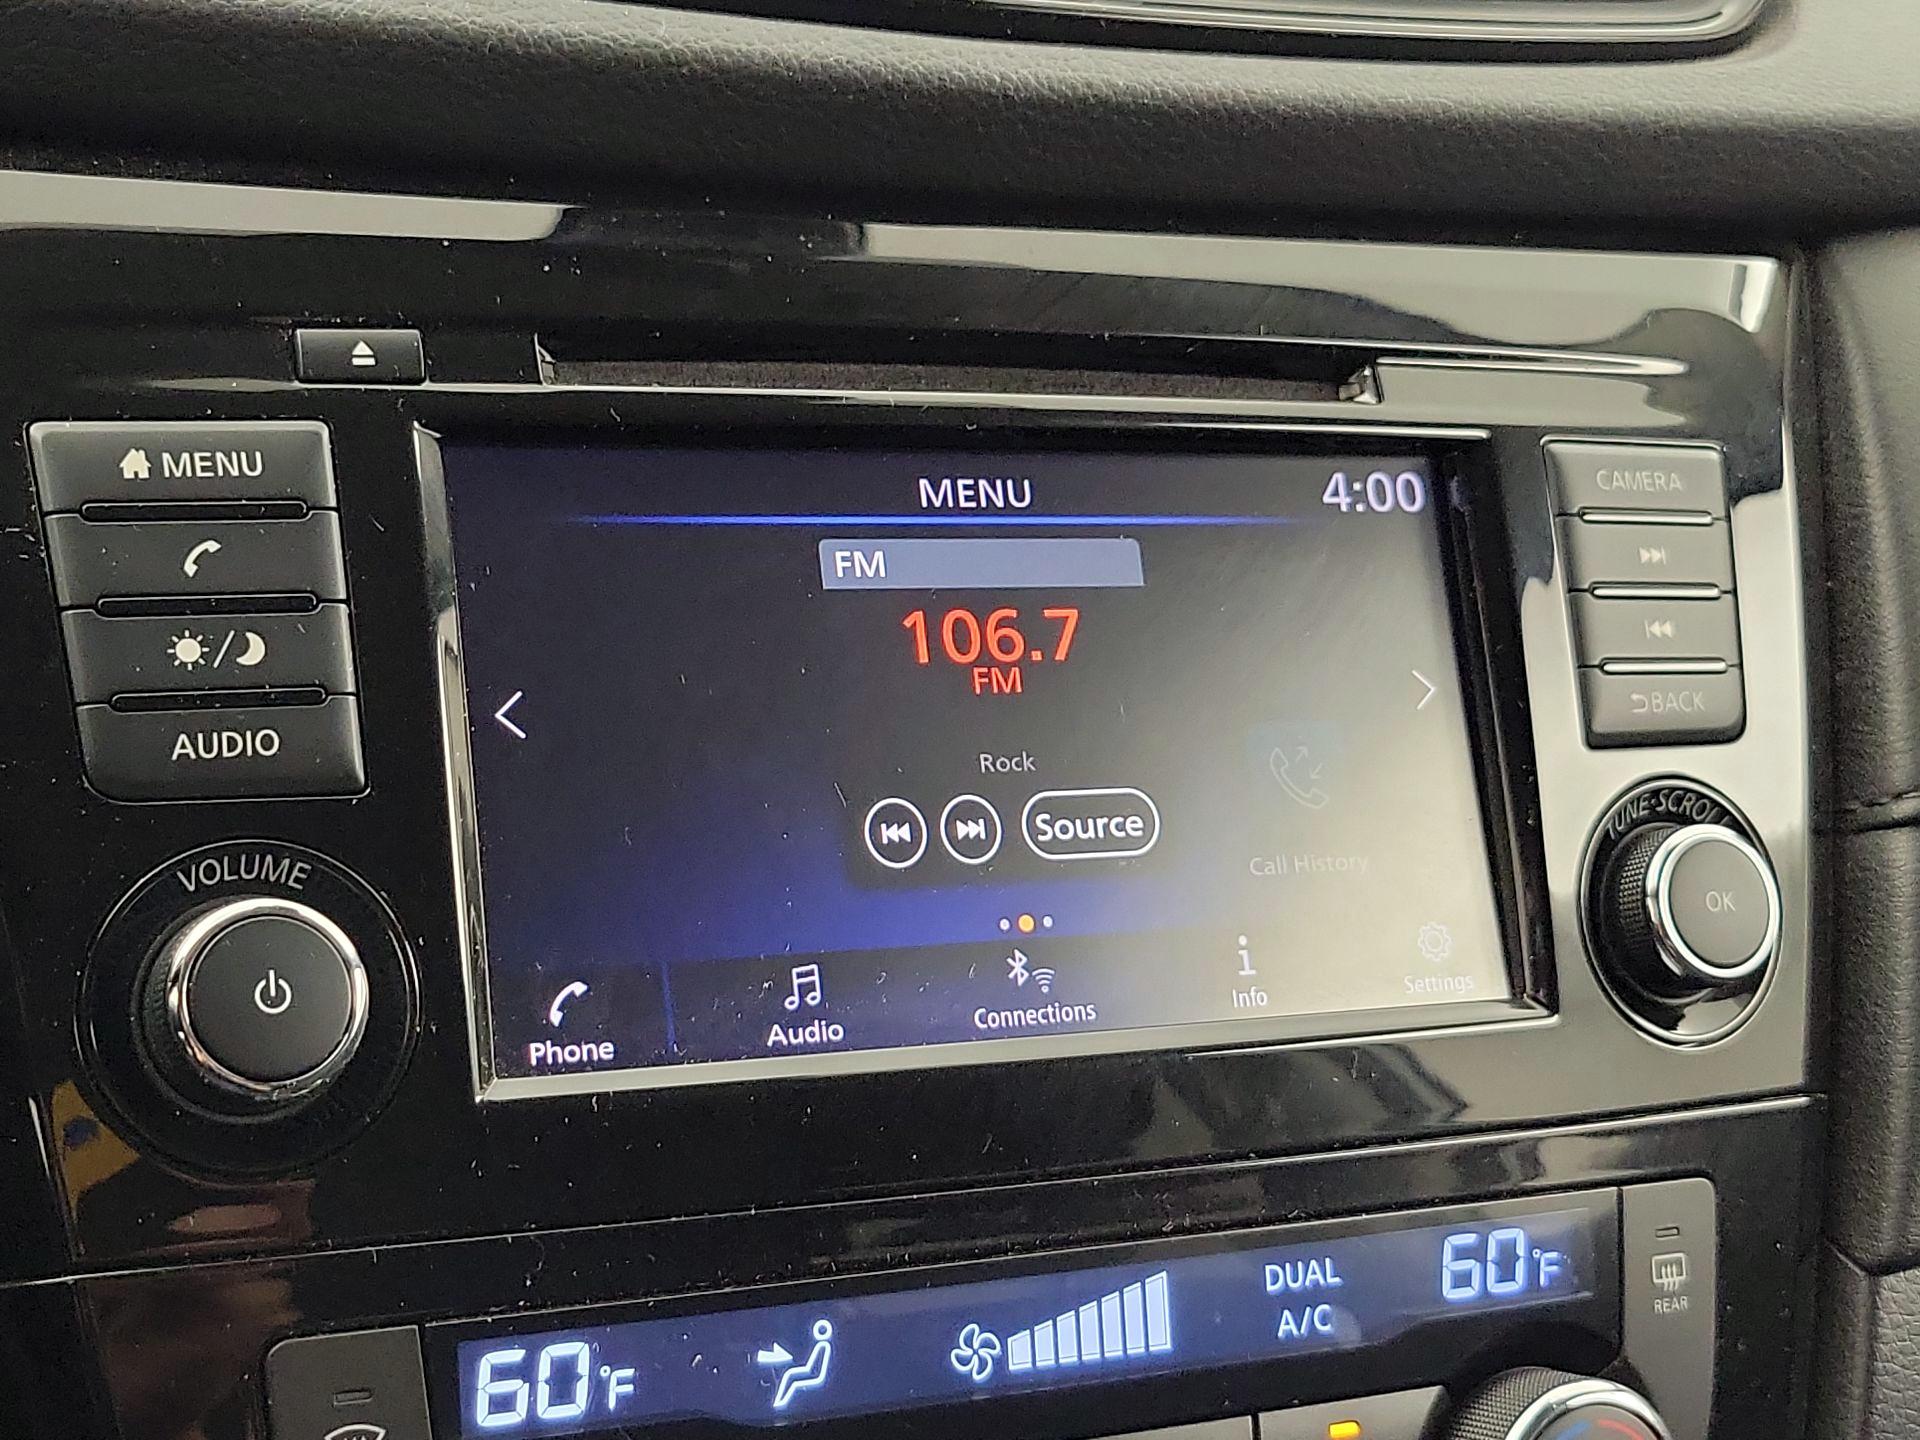 MENU
AUDIO
VOLUME
MENU
4:00
FM
106.7
FM
Rock
Source
Call History
Phone
Audio
Connections
Info
Settings
CAMERA
BACK
TUNE·SCROLL
OK
60°F
DUAL
A/C
60°F
REAR